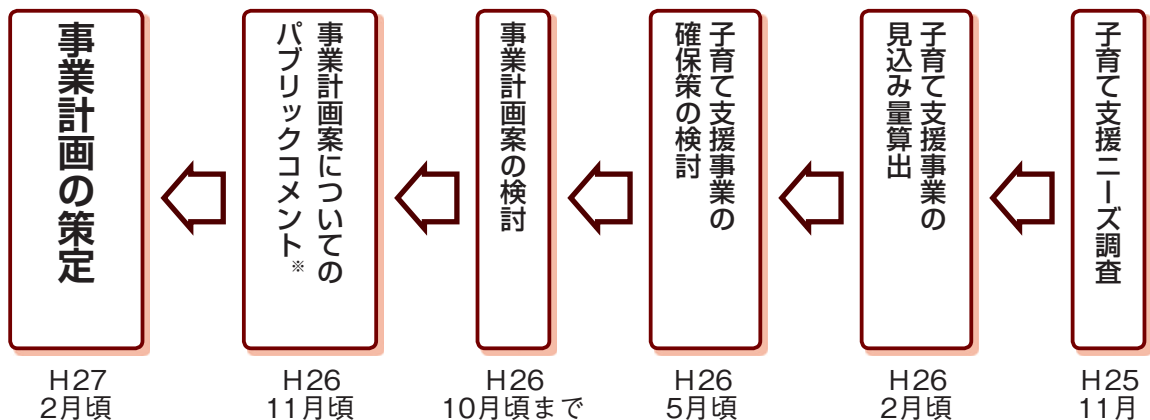 子育て支援ニーズ調査
H25
11月
子育て支援事業の
見込み量算出
H26
2月頃
子育て支援事業の
確保策の検討
H26
5月頃
事業計画案の検討
H26
10月頃まで
事業計画案についての
パブリックコメント※
H26
11月頃
事業計画の策定
H27
2月頃